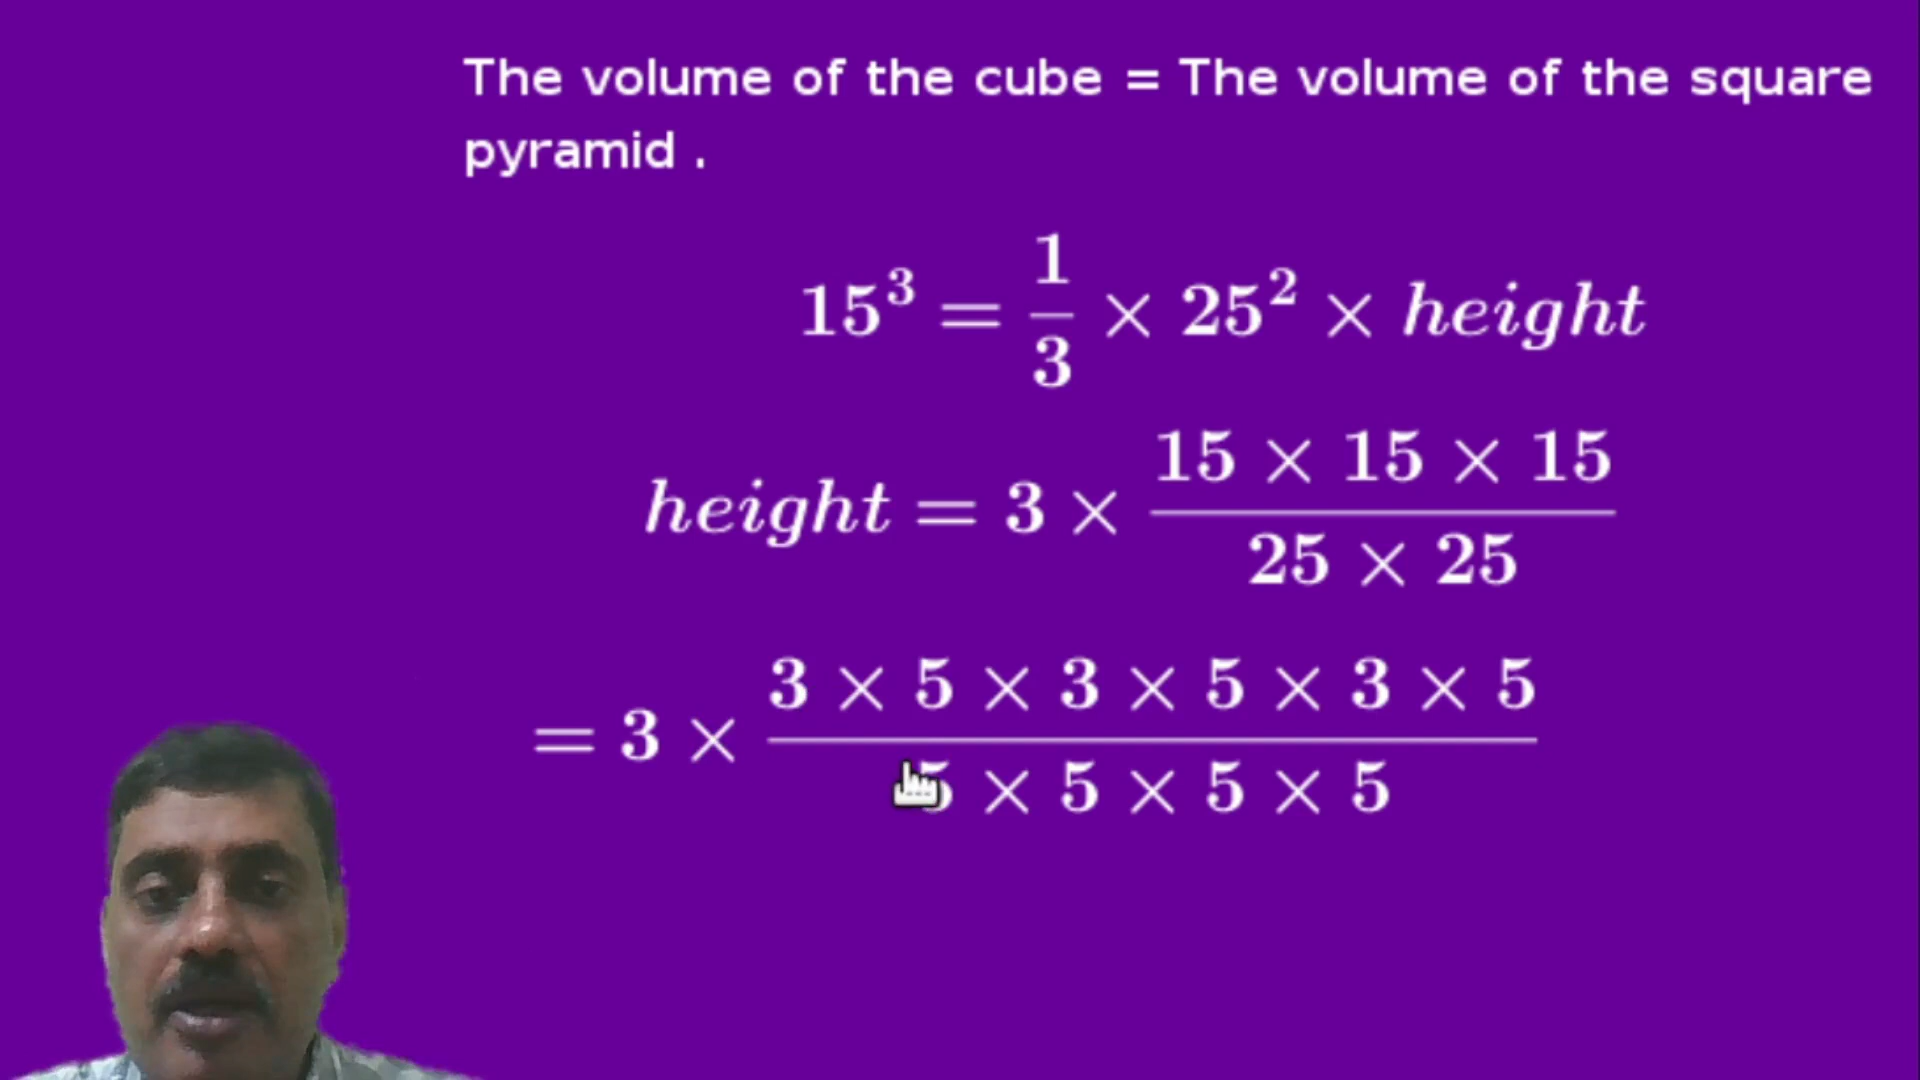 The volume of the cube = The volume of the square
pyramid .
15³ = 1/3 × 25² × height
height = 3 × (15 × 15 × 15)/(25 × 25)
= 3 × (3 × 5 × 3 × 5 × 3 × 5)/(5 × 5 × 5 × 5)